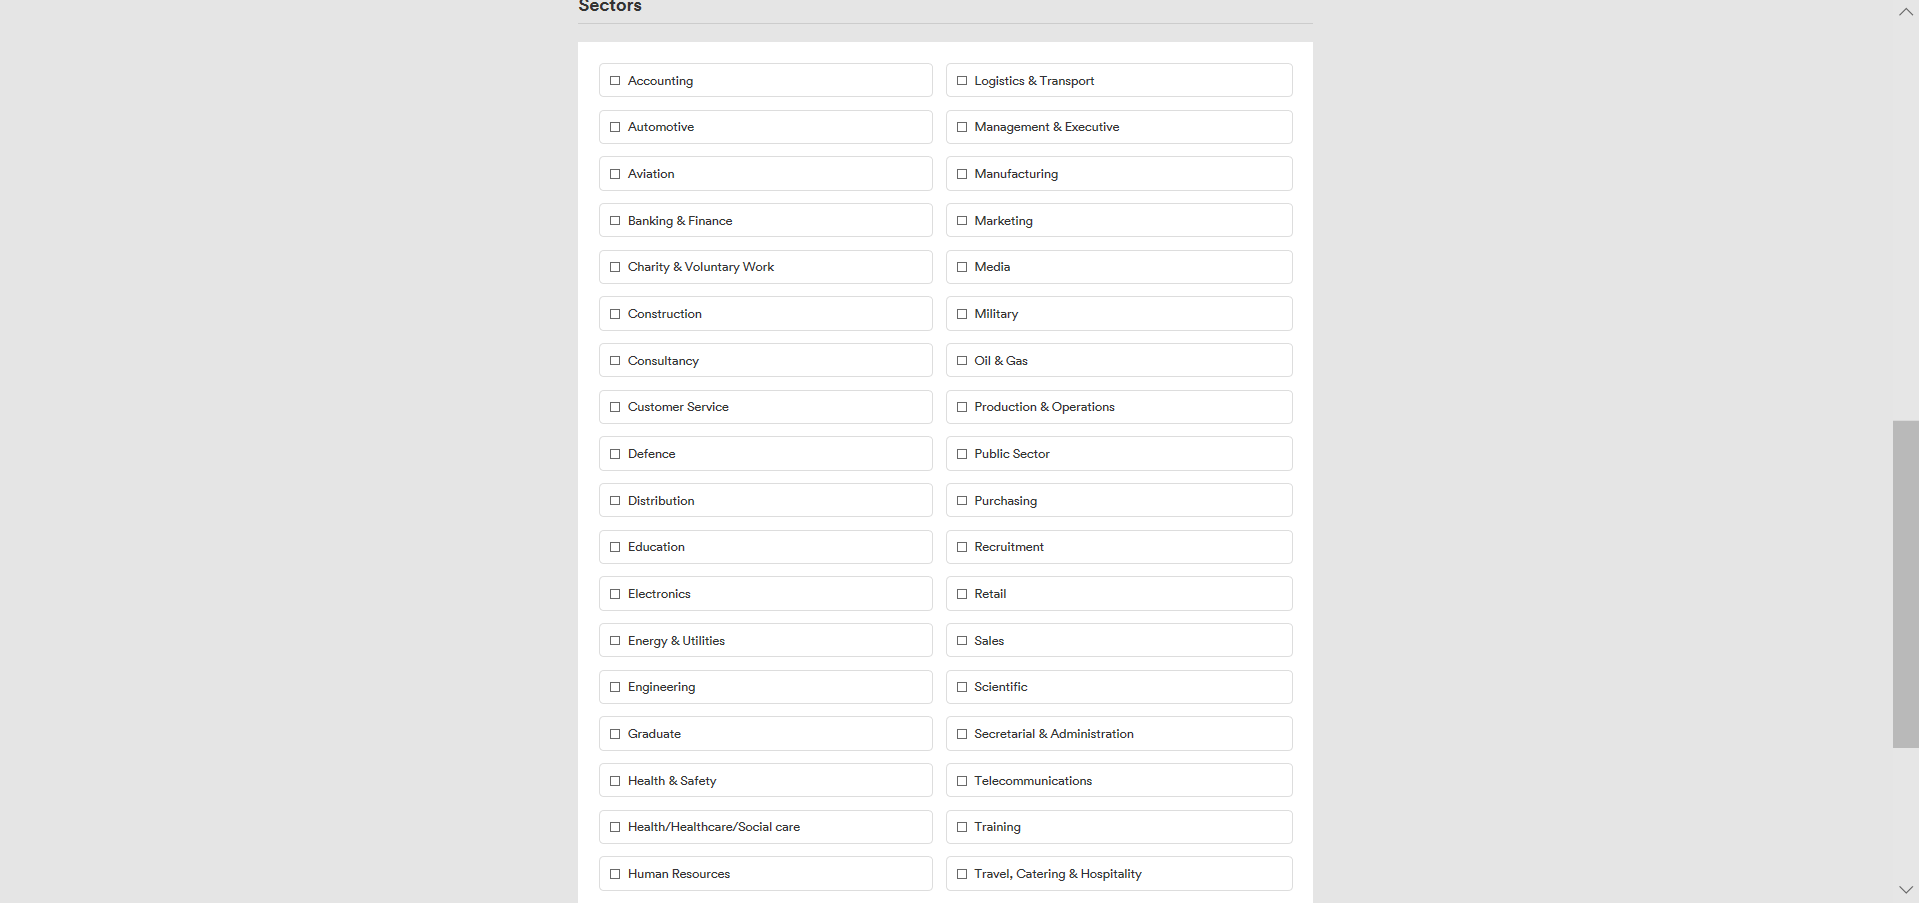 Sectors
Accounting
Automotive
Aviation
Banking & Finance
Charity & Voluntary Work
Construction
Consultancy
Customer Service
Defence
Distribution
Education
Electronics
Energy & Utilities
Engineering
Graduate
Health & Safety
Health/Healthcare/Social care
Human Resources
Logistics & Transport
Management & Executive
Manufacturing
Marketing
Media
Military
Oil & Gas
Production & Operations
Public Sector
Purchasing
Recruitment
Retail
Sales
Scientific
Secretarial & Administration
Telecommunications
Training
Travel, Catering & Hospitality